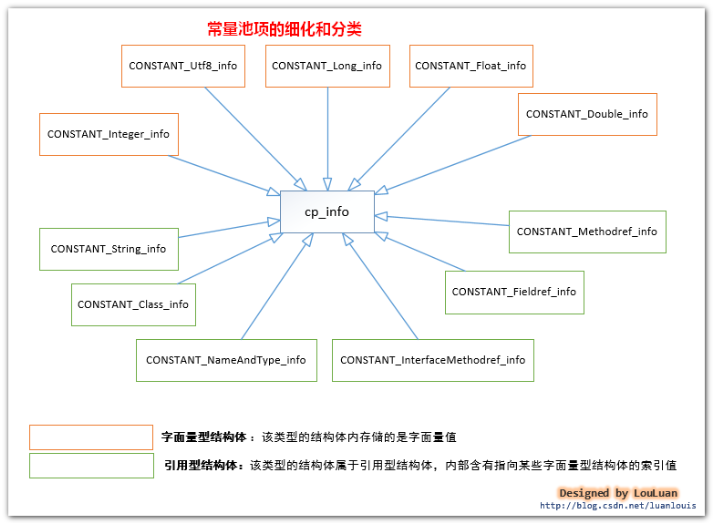 常量池项的细化和分类
CONSTANT_Utf8_info
CONSTANT_Long_info
CONSTANT_Float_info
CONSTANT_Double_info
CONSTANT_Integer_info
cp_info
CONSTANT_Methodref_info
CONSTANT_String_info
CONSTANT_Fieldref_info
CONSTANT_Class_info
CONSTANT_NameAndType_info
CONSTANT_InterfaceMethodref_info
字面量型结构体：该类型的结构体内存储的是字面量值
引用型结构体：该类型的结构体属于引用型结构体，内部含有指向某些字面量型结构体的索引值
Designed by LouLuan
http://blog.csdn.net/luanlouis